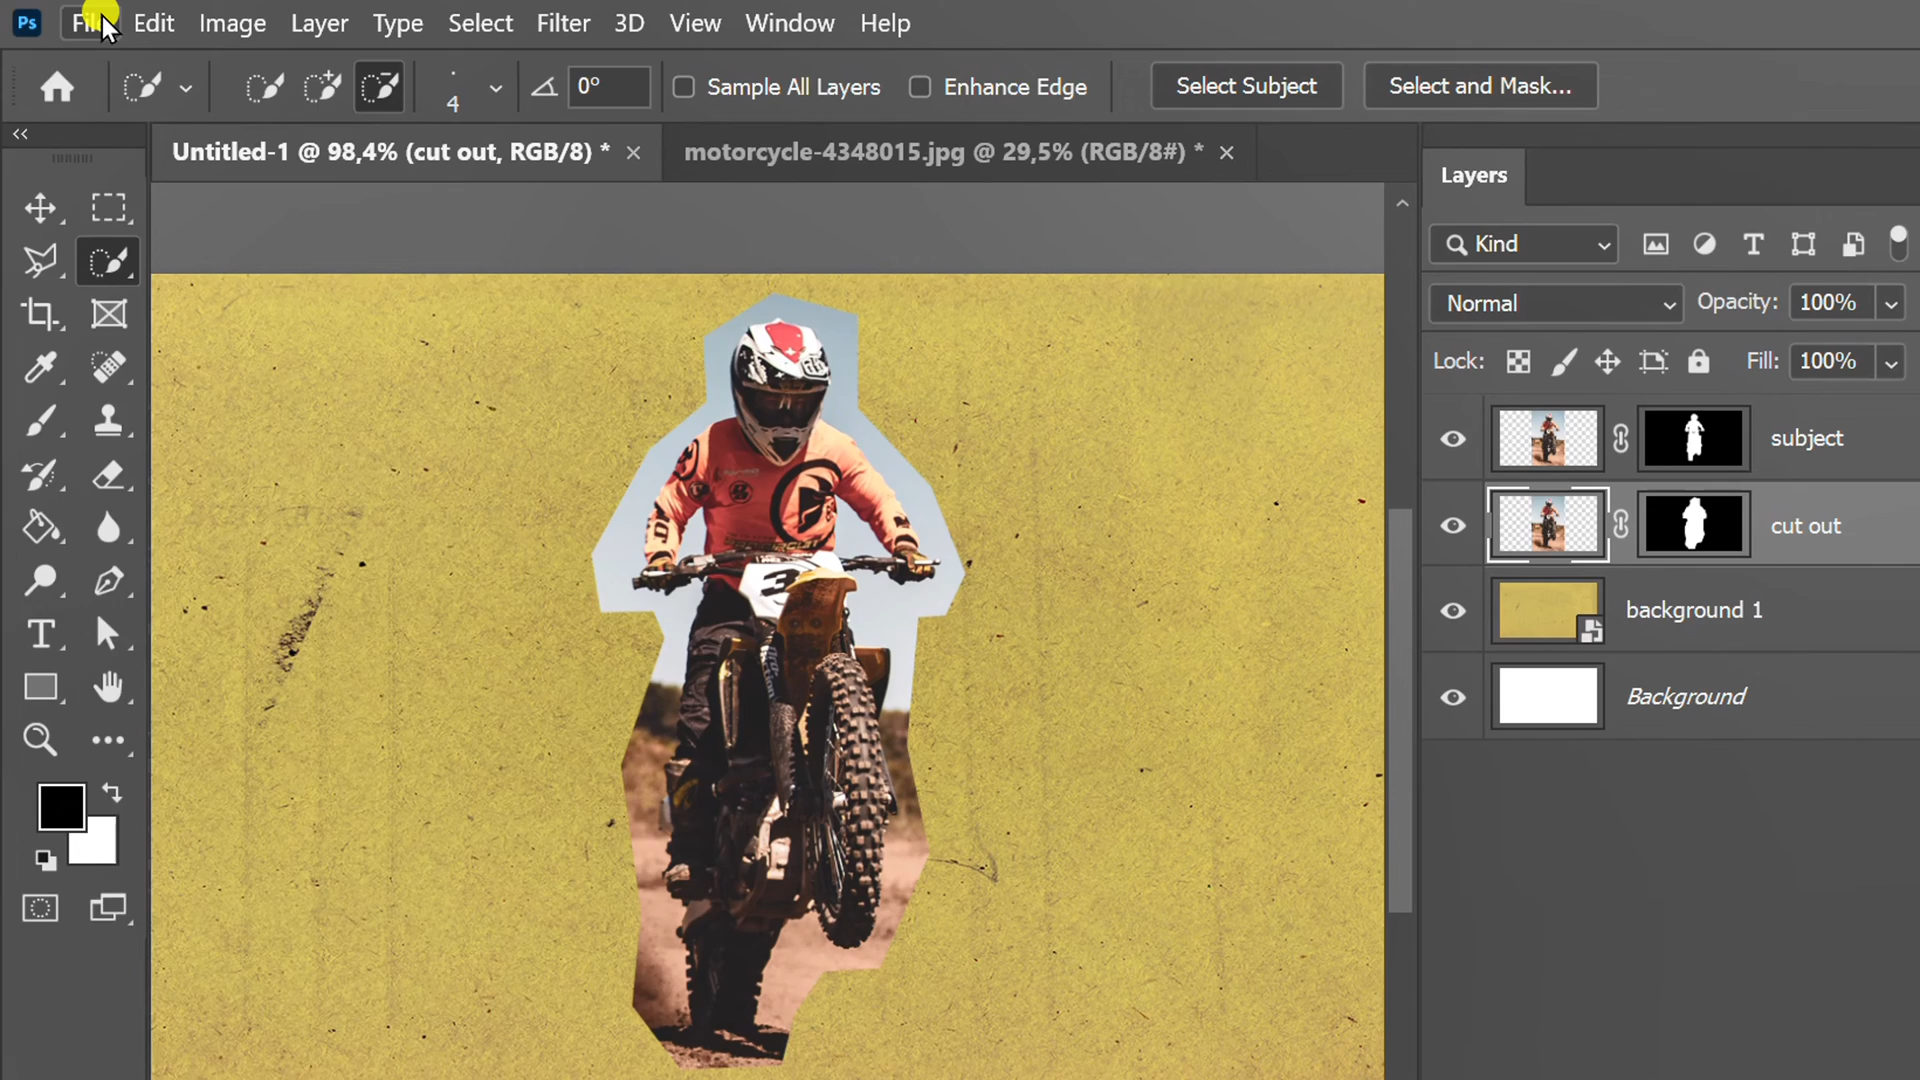 Ps File Edit Image Layer Type Select Filter 3D View Window Help
4 0° Sample All Layers Enhance Edge Select Subject Select and Mask...
Untitled-1 @ 98,4% (cut out, RGB/8) * motorcycle-4348015.jpg @ 29,5% (RGB/8#) *
Layers
Kind
Normal Opacity: 100%
Lock: Fill: 100%
subject
cut out
background 1
Background
3